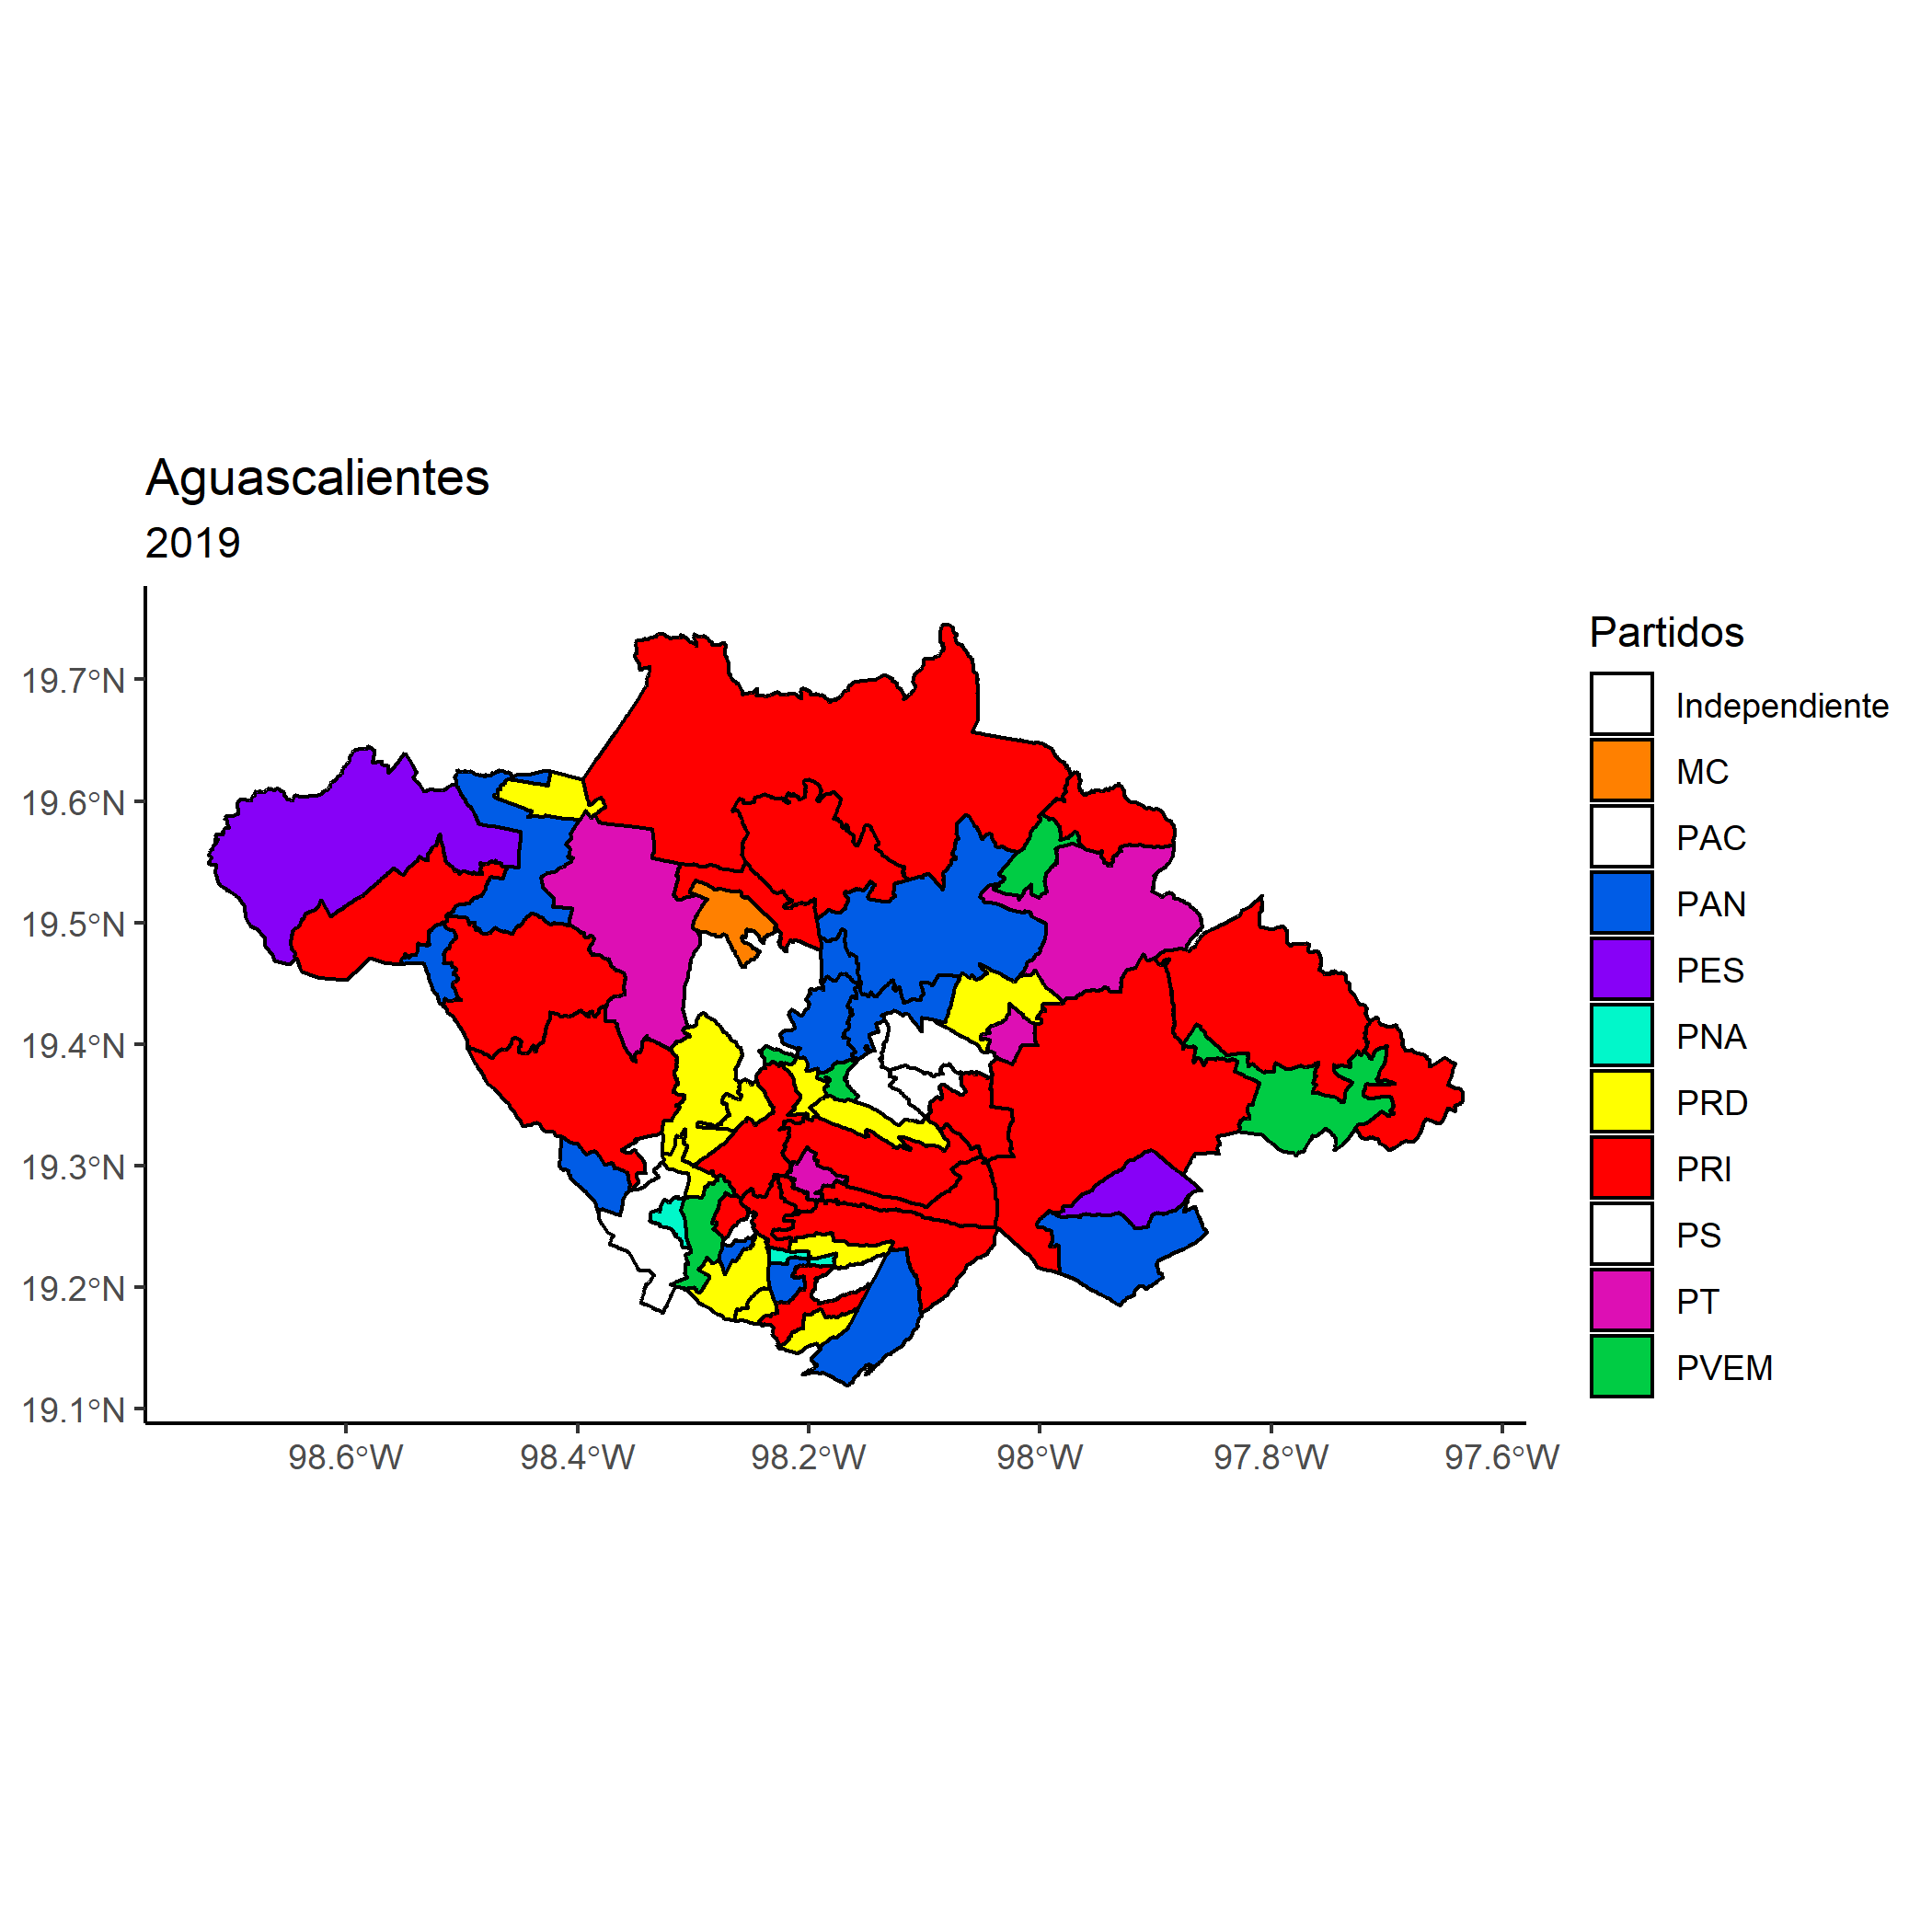 Aguascalientes
2019
Partidos
Independiente
MC
PAC
PAN
PES
PNA
PRD
PRI
PS
PT
PVEM
19.7°N
19.6°N
19.5°N
19.4°N
19.3°N
19.2°N
19.1°N
98.6°W 98.4°W 98.2°W 98°W 97.8°W 97.6°W